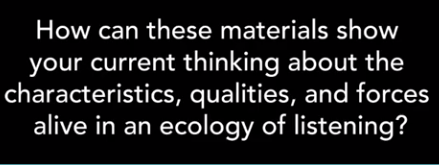 How can these materials show
your current thinking about the
characteristics, qualities, and forces
alive in an ecology of listening?